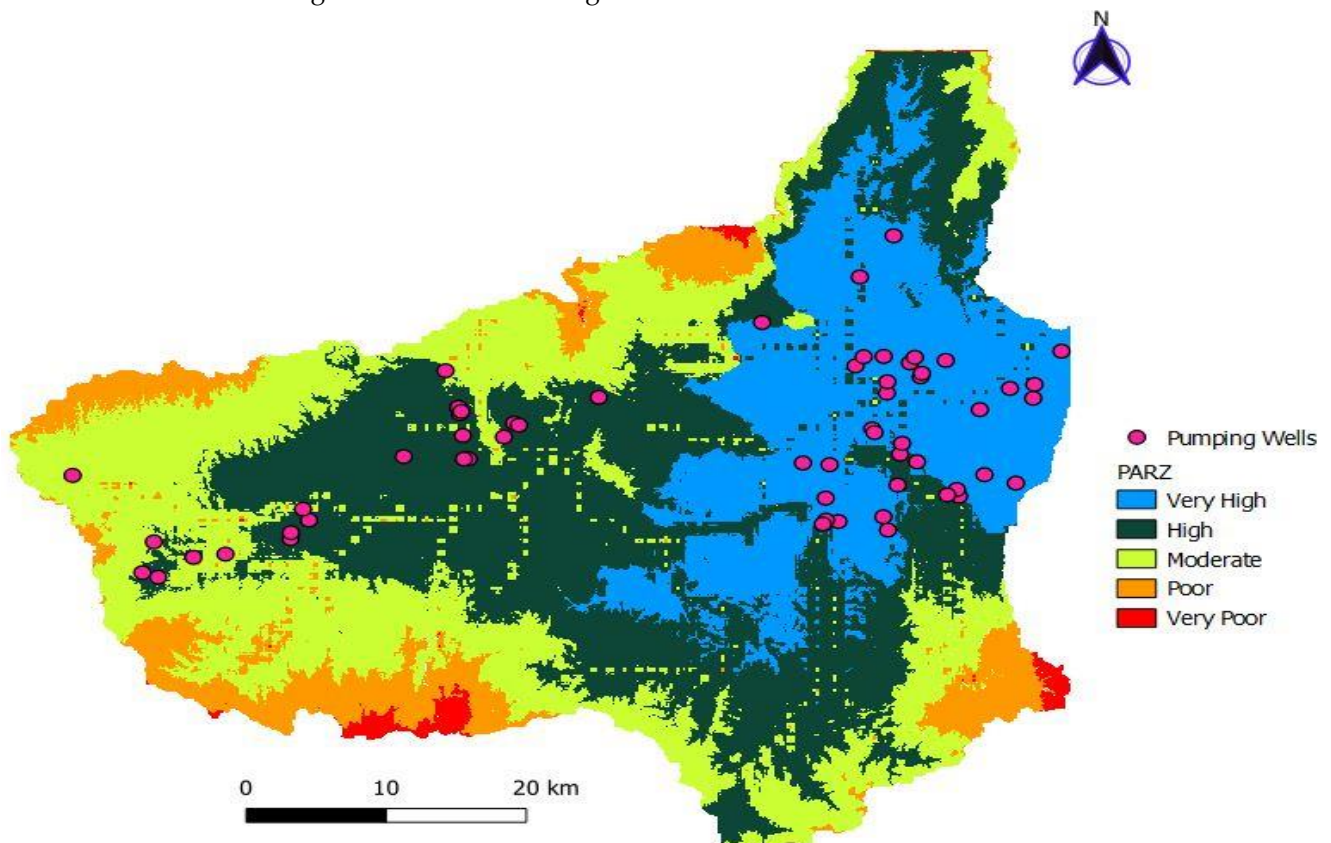 N
Pumping Wells
PARZ
Very High
High
Moderate
Poor
Very Poor
0 10 20 km